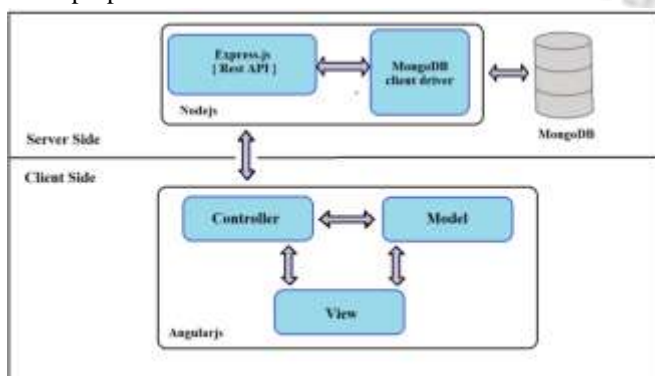 Express.js
{ Rest API }
MongoDB
client driver
Nodejs
MongoDB
Server Side
Client Side
Controller
Model
View
Angularjs